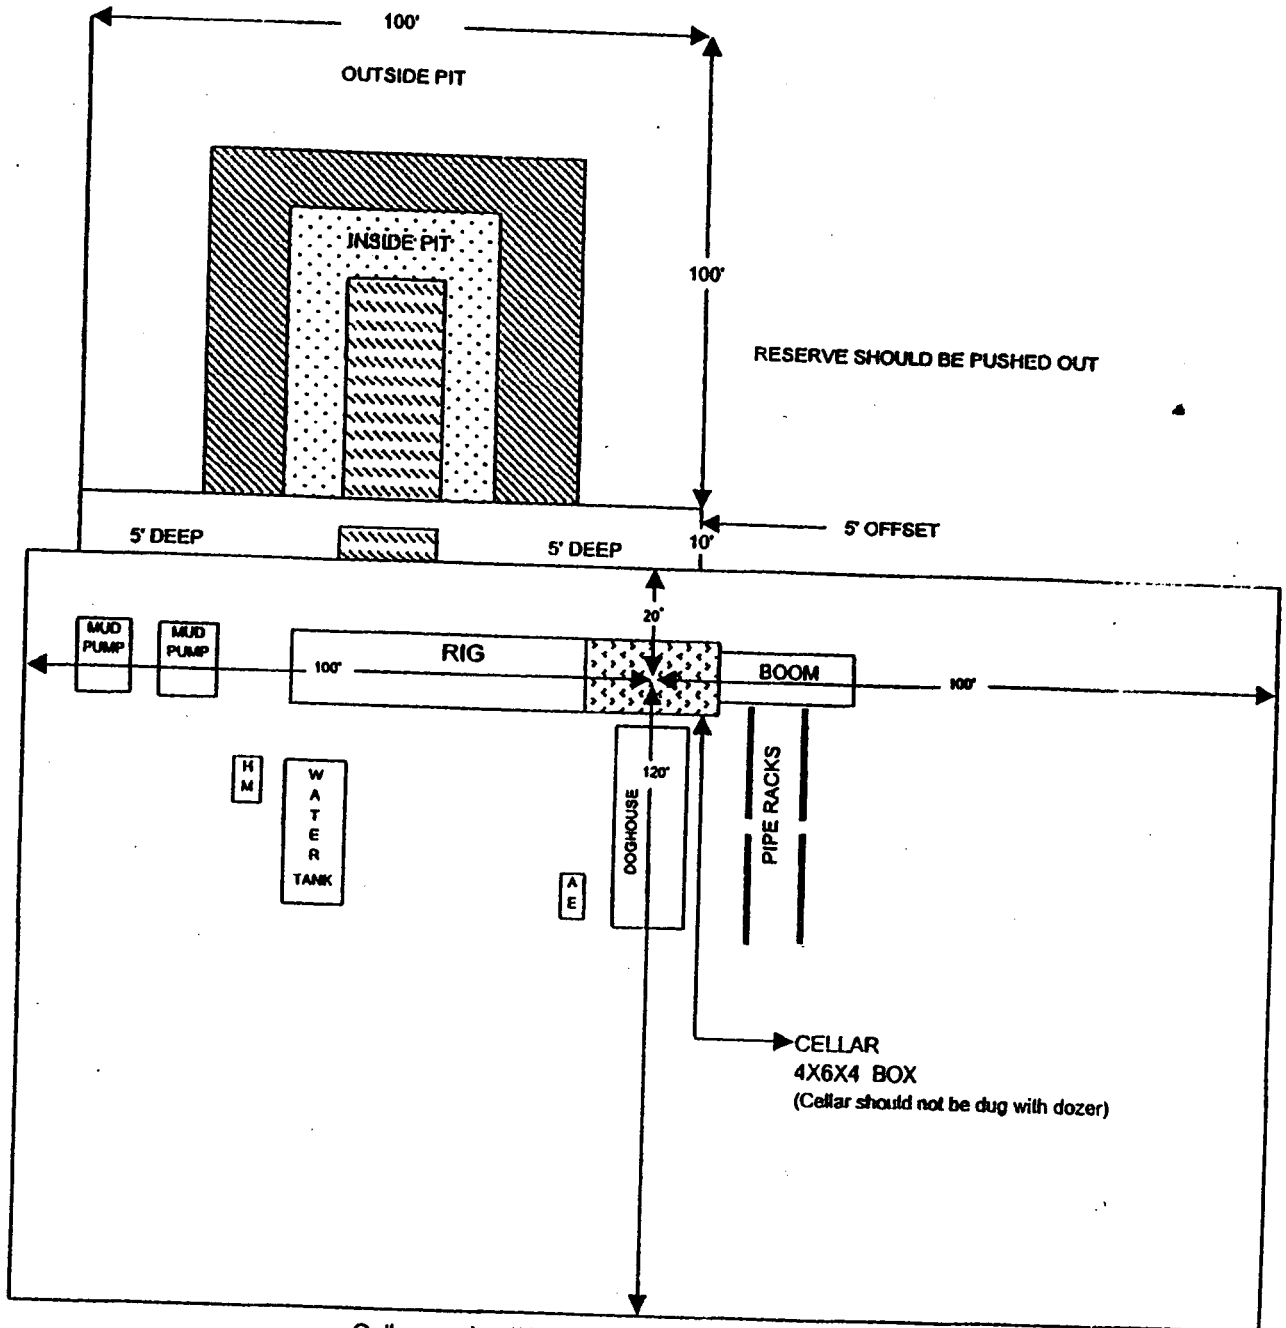 100'
OUTSIDE PIT
INSIDE PIT
100'
RESERVE SHOULD BE PUSHED OUT
5' DEEP
5' DEEP
10'
5' OFFSET
20'
MUD
PUMP
MUD
PUMP
RIG
100'
BOOM
100'
H
M
W
A
T
E
R
TANK
120'
DOGHOUSE
PIPE RACKS
A
E
CELLAR
4X6X4 BOX
(Cellar should not be dug with dozer)